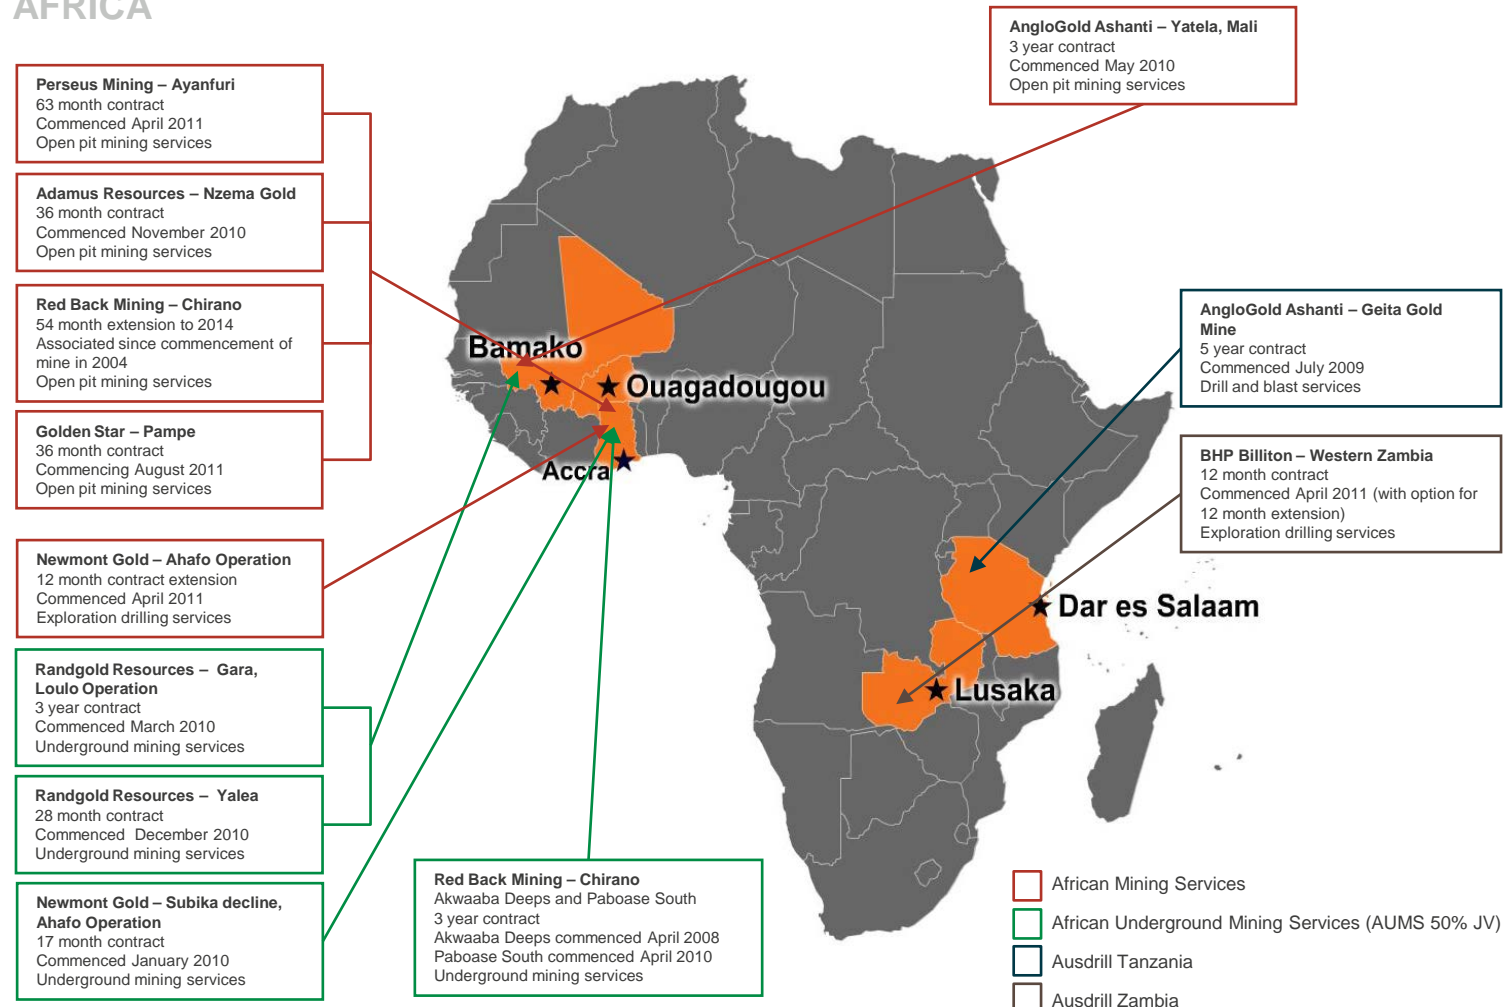 AFRICA
Perseus Mining – Ayanfuri
63 month contract
Commenced April 2011
Open pit mining services
Adamus Resources – Nzema Gold
36 month contract
Commenced November 2010
Open pit mining services
Red Back Mining – Chirano
54 month extension to 2014
Associated since commencement of
mine in 2004
Open pit mining services
Golden Star – Pampe
36 month contract
Commencing August 2011
Open pit mining services
Newmont Gold – Ahafo Operation
12 month contract extension
Commenced April 2011
Exploration drilling services
Randgold Resources – Gara,
Loulo Operation
3 year contract
Commenced March 2010
Underground mining services
Randgold Resources – Yalea
28 month contract
Commenced December 2010
Underground mining services
Newmont Gold – Subika decline,
Ahafo Operation
17 month contract
Commenced January 2010
Underground mining services
Red Back Mining – Chirano
Akwaaba Deeps and Paboase South
3 year contract
Akwaaba Deeps commenced April 2008
Paboase South commenced April 2010
Underground mining services
AngloGold Ashanti – Yatela, Mali
3 year contract
Commenced May 2010
Open pit mining services
AngloGold Ashanti – Geita Gold
Mine
5 year contract
Commenced July 2009
Drill and blast services
BHP Billiton – Western Zambia
12 month contract
Commenced April 2011 (with option for
12 month extension)
Exploration drilling services
Bamako
Ouagadougou
Accra
Dar es Salaam
Lusaka
African Mining Services
African Underground Mining Services (AUMS 50% JV)
Ausdrill Tanzania
Ausdrill Zambia